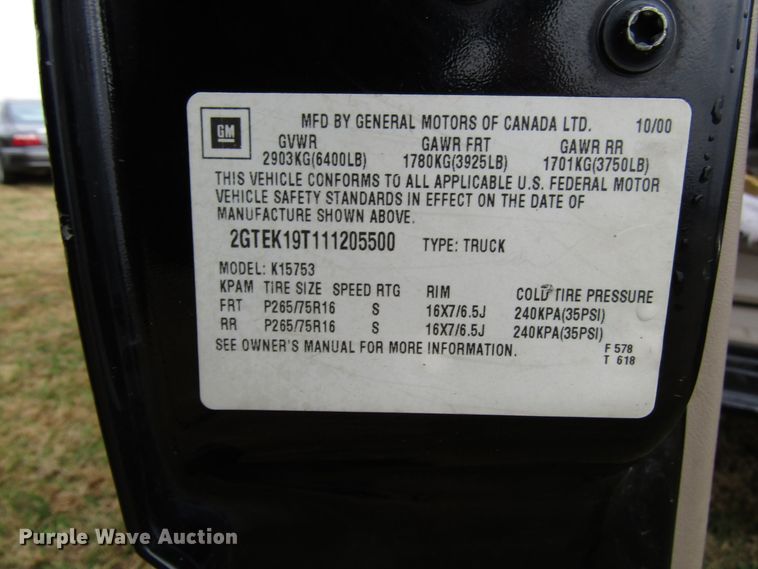 GM
MFD BY GENERAL MOTORS OF CANADA LTD. 10/00
GVWR GAWR FRT GAWR RR
2903KG(6400LB) 1780KG(3925LB) 1701KG(3750LB)
THIS VEHICLE CONFORMS TO ALL APPLICABLE U.S. FEDERAL MOTOR
VEHICLE SAFETY STANDARDS IN EFFECT ON THE DATE OF
MANUFACTURE SHOWN ABOVE.
2GTEK19T111205500 TYPE: TRUCK
MODEL: K15753
KPAM TIRE SIZE SPEED RTG RIM COLD TIRE PRESSURE
FRT P265/75R16 S 16X7/6.5J 240KPA(35PSI)
RR P265/75R16 S 16X7/6.5J 240KPA(35PSI)
SEE OWNER'S MANUAL FOR MORE INFORMATION.
F 578
T 618
Purple Wave Auction